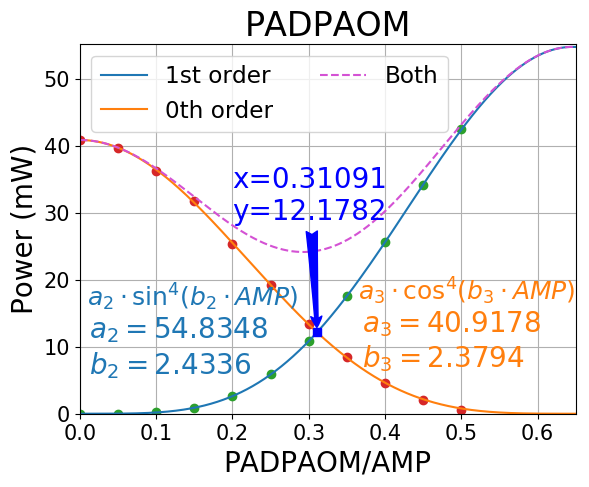 PADPAOM
1st order
0th order
Both
x=0.31091
y=12.1782
a₂ · sin⁴(b₂ · AMP)
a₂ = 54.8348
b₂ = 2.4336
a₃ · cos⁴(b₃ · AMP)
a₃ = 40.9178
b₃ = 2.3794
Power (mW)
50
40
30
20
10
0
0.0 0.1 0.2 0.3 0.4 0.5 0.6
PADPAOM/AMP